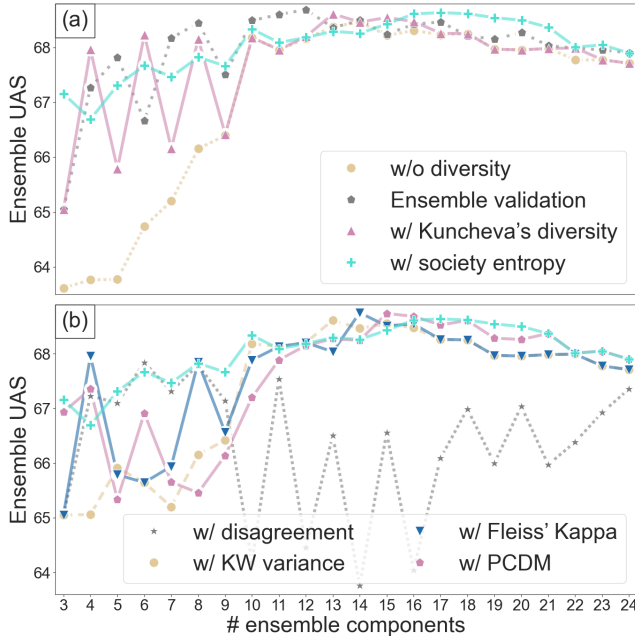 (a)
Ensemble UAS
68
67
66
65
64
w/o diversity
Ensemble validation
w/ Kuncheva's diversity
w/ society entropy
(b)
Ensemble UAS
68
67
66
65
64
w/ disagreement
w/ KW variance
w/ Fleiss' Kappa
w/ PCDM
3 4 5 6 7 8 9 10 11 12 13 14 15 16 17 18 19 20 21 22 23 24
# ensemble components